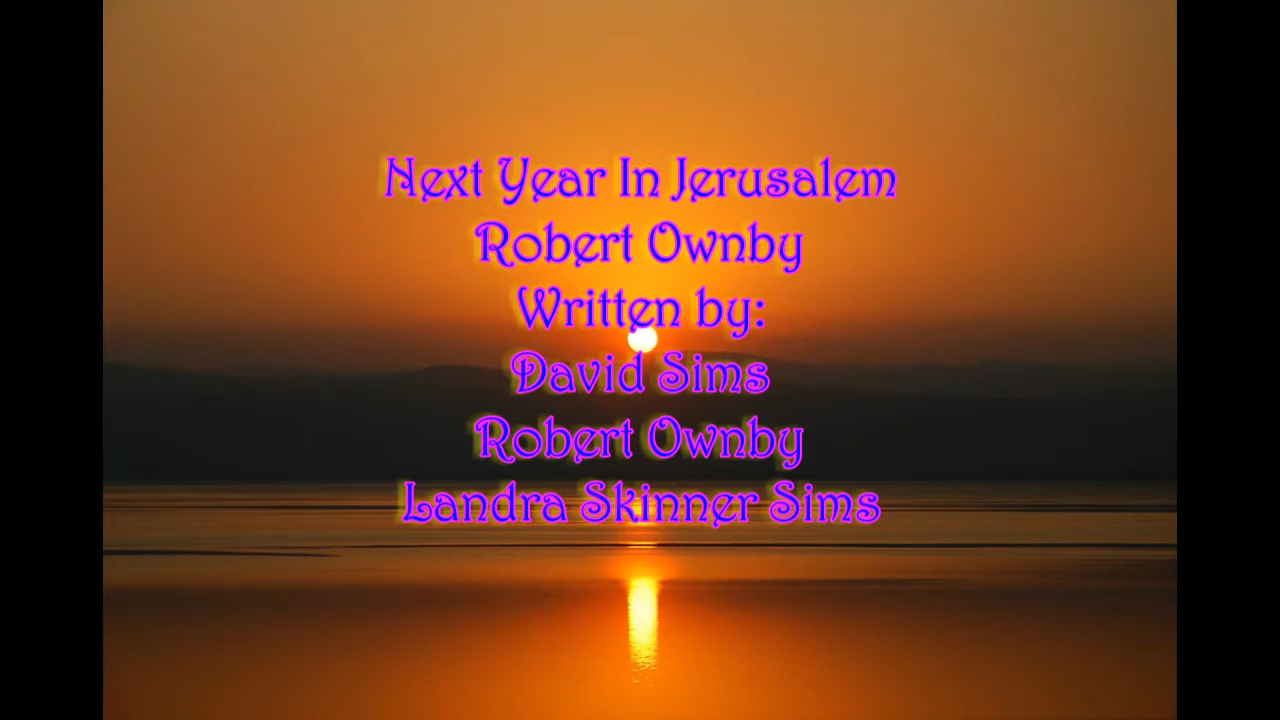 Next Year In Jerusalem
Robert Ownby
Written by:
David Sims
Robert Ownby
Landra Skinner Sims